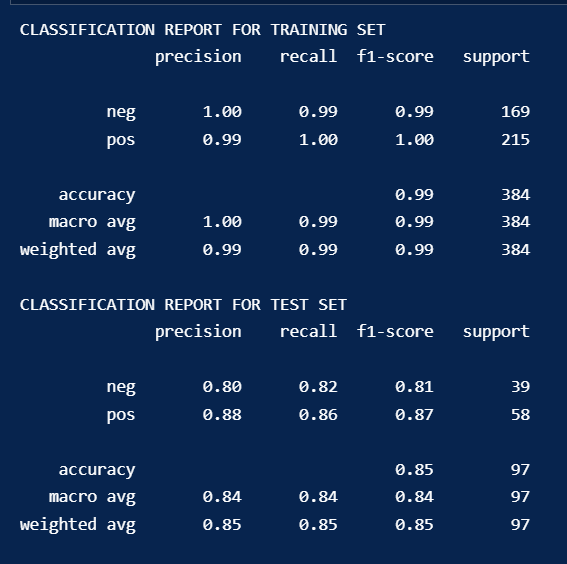 CLASSIFICATION REPORT FOR TRAINING SET
precision recall f1-score support
neg 1.00 0.99 0.99 169
pos 0.99 1.00 1.00 215
accuracy 0.99 384
macro avg 1.00 0.99 0.99 384
weighted avg 0.99 0.99 0.99 384
CLASSIFICATION REPORT FOR TEST SET
precision recall f1-score support
neg 0.80 0.82 0.81 39
pos 0.88 0.86 0.87 58
accuracy 0.85 97
macro avg 0.84 0.84 0.84 97
weighted avg 0.85 0.85 0.85 97